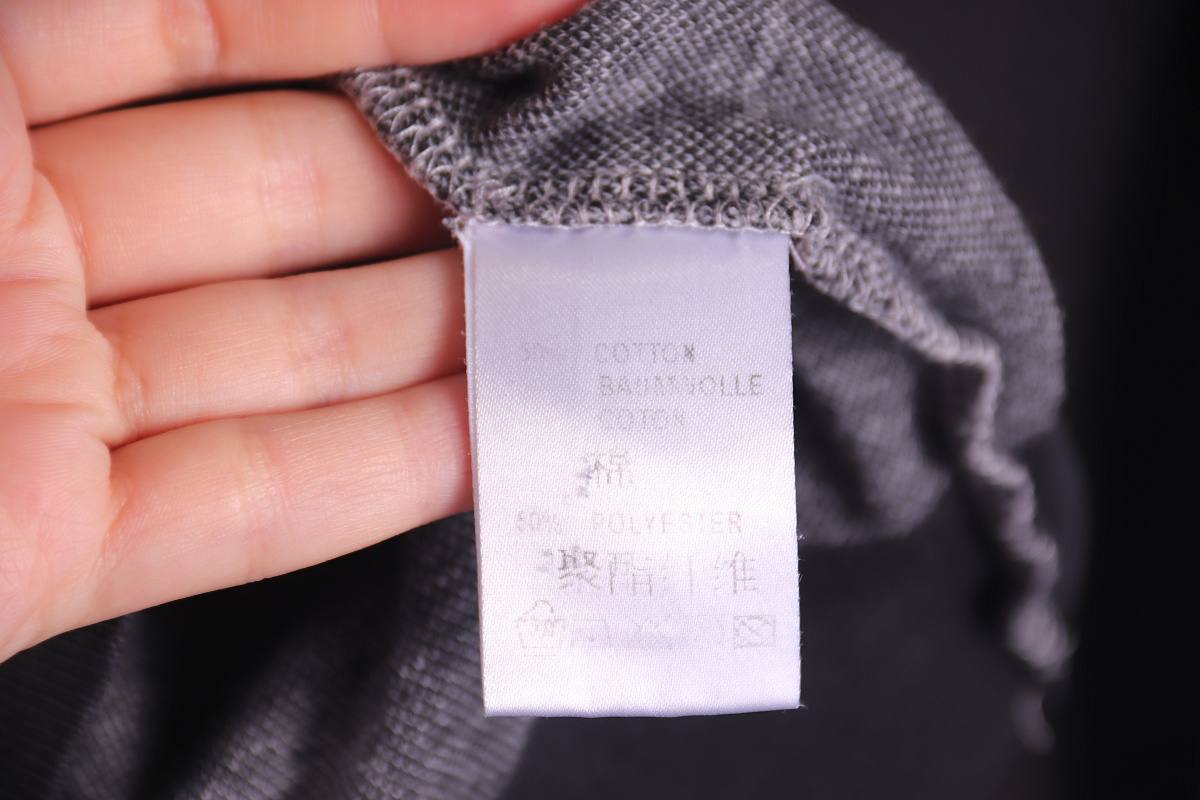 50% COTTON
BAUMWOLLE
COTON
棉
50% POLYESTER
聚酯纤维